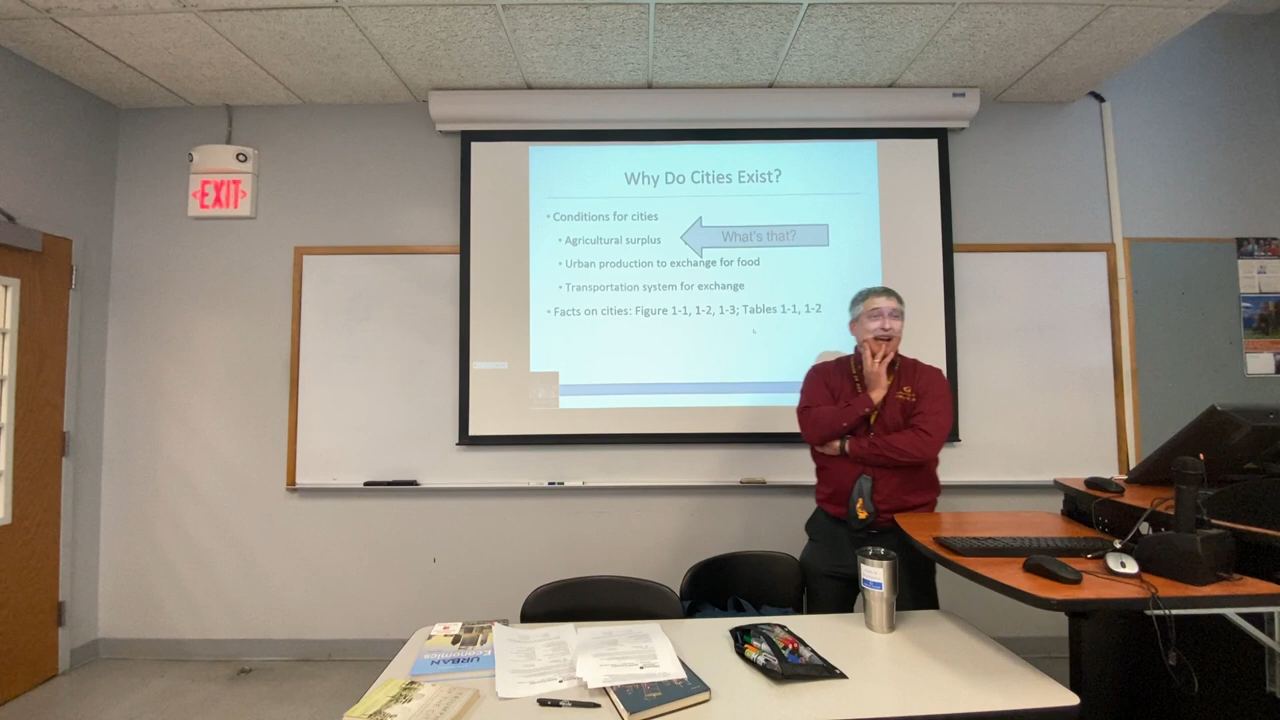 EXIT
Why Do Cities Exist?
• Conditions for cities
• Agricultural surplus
What's that?
• Urban production to exchange for food
• Transportation system for exchange
• Facts on cities: Figure 1-1, 1-2, 1-3; Tables 1-1, 1-2
URBAN
Economics